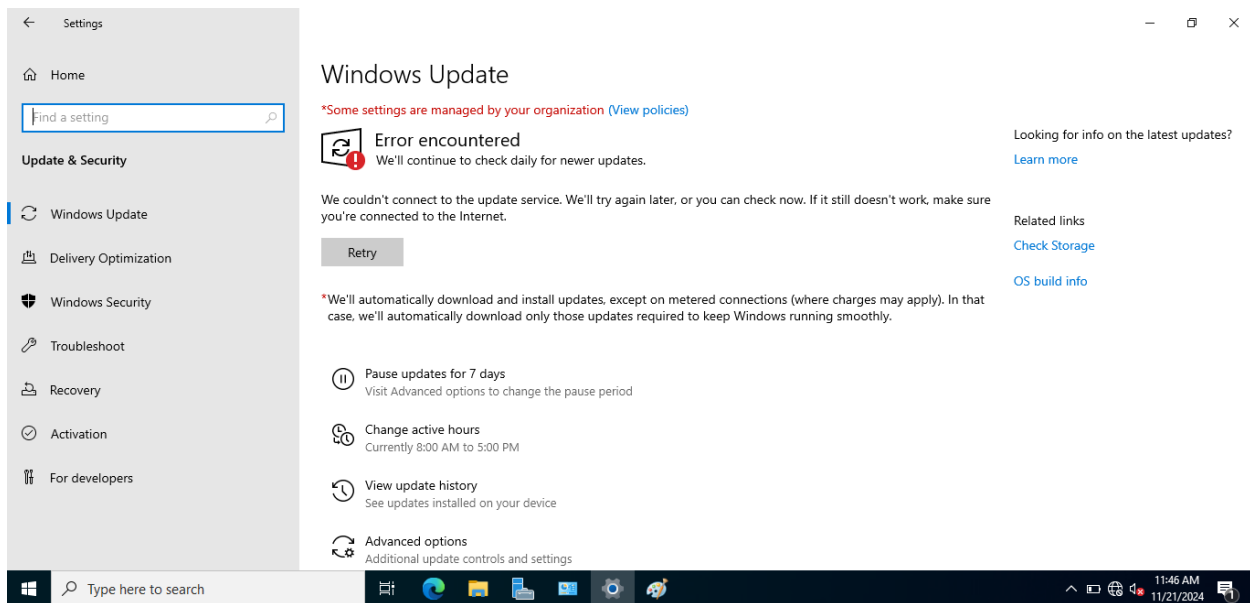 Settings
Home
Find a setting
Update & Security
Windows Update
Delivery Optimization
Windows Security
Troubleshoot
Recovery
Activation
For developers
Windows Update
*Some settings are managed by your organization (View policies)
Error encountered
We'll continue to check daily for newer updates.
We couldn't connect to the update service. We'll try again later, or you can check now. If it still doesn't work, make sure
you're connected to the Internet.
Retry
*We'll automatically download and install updates, except on metered connections (where charges may apply). In that
case, we'll automatically download only those updates required to keep Windows running smoothly.
Pause updates for 7 days
Visit Advanced options to change the pause period
Change active hours
Currently 8:00 AM to 5:00 PM
View update history
See updates installed on your device
Advanced options
Additional update controls and settings
Looking for info on the latest updates?
Learn more
Related links
Check Storage
OS build info
Type here to search
11:46 AM
11/21/2024
1